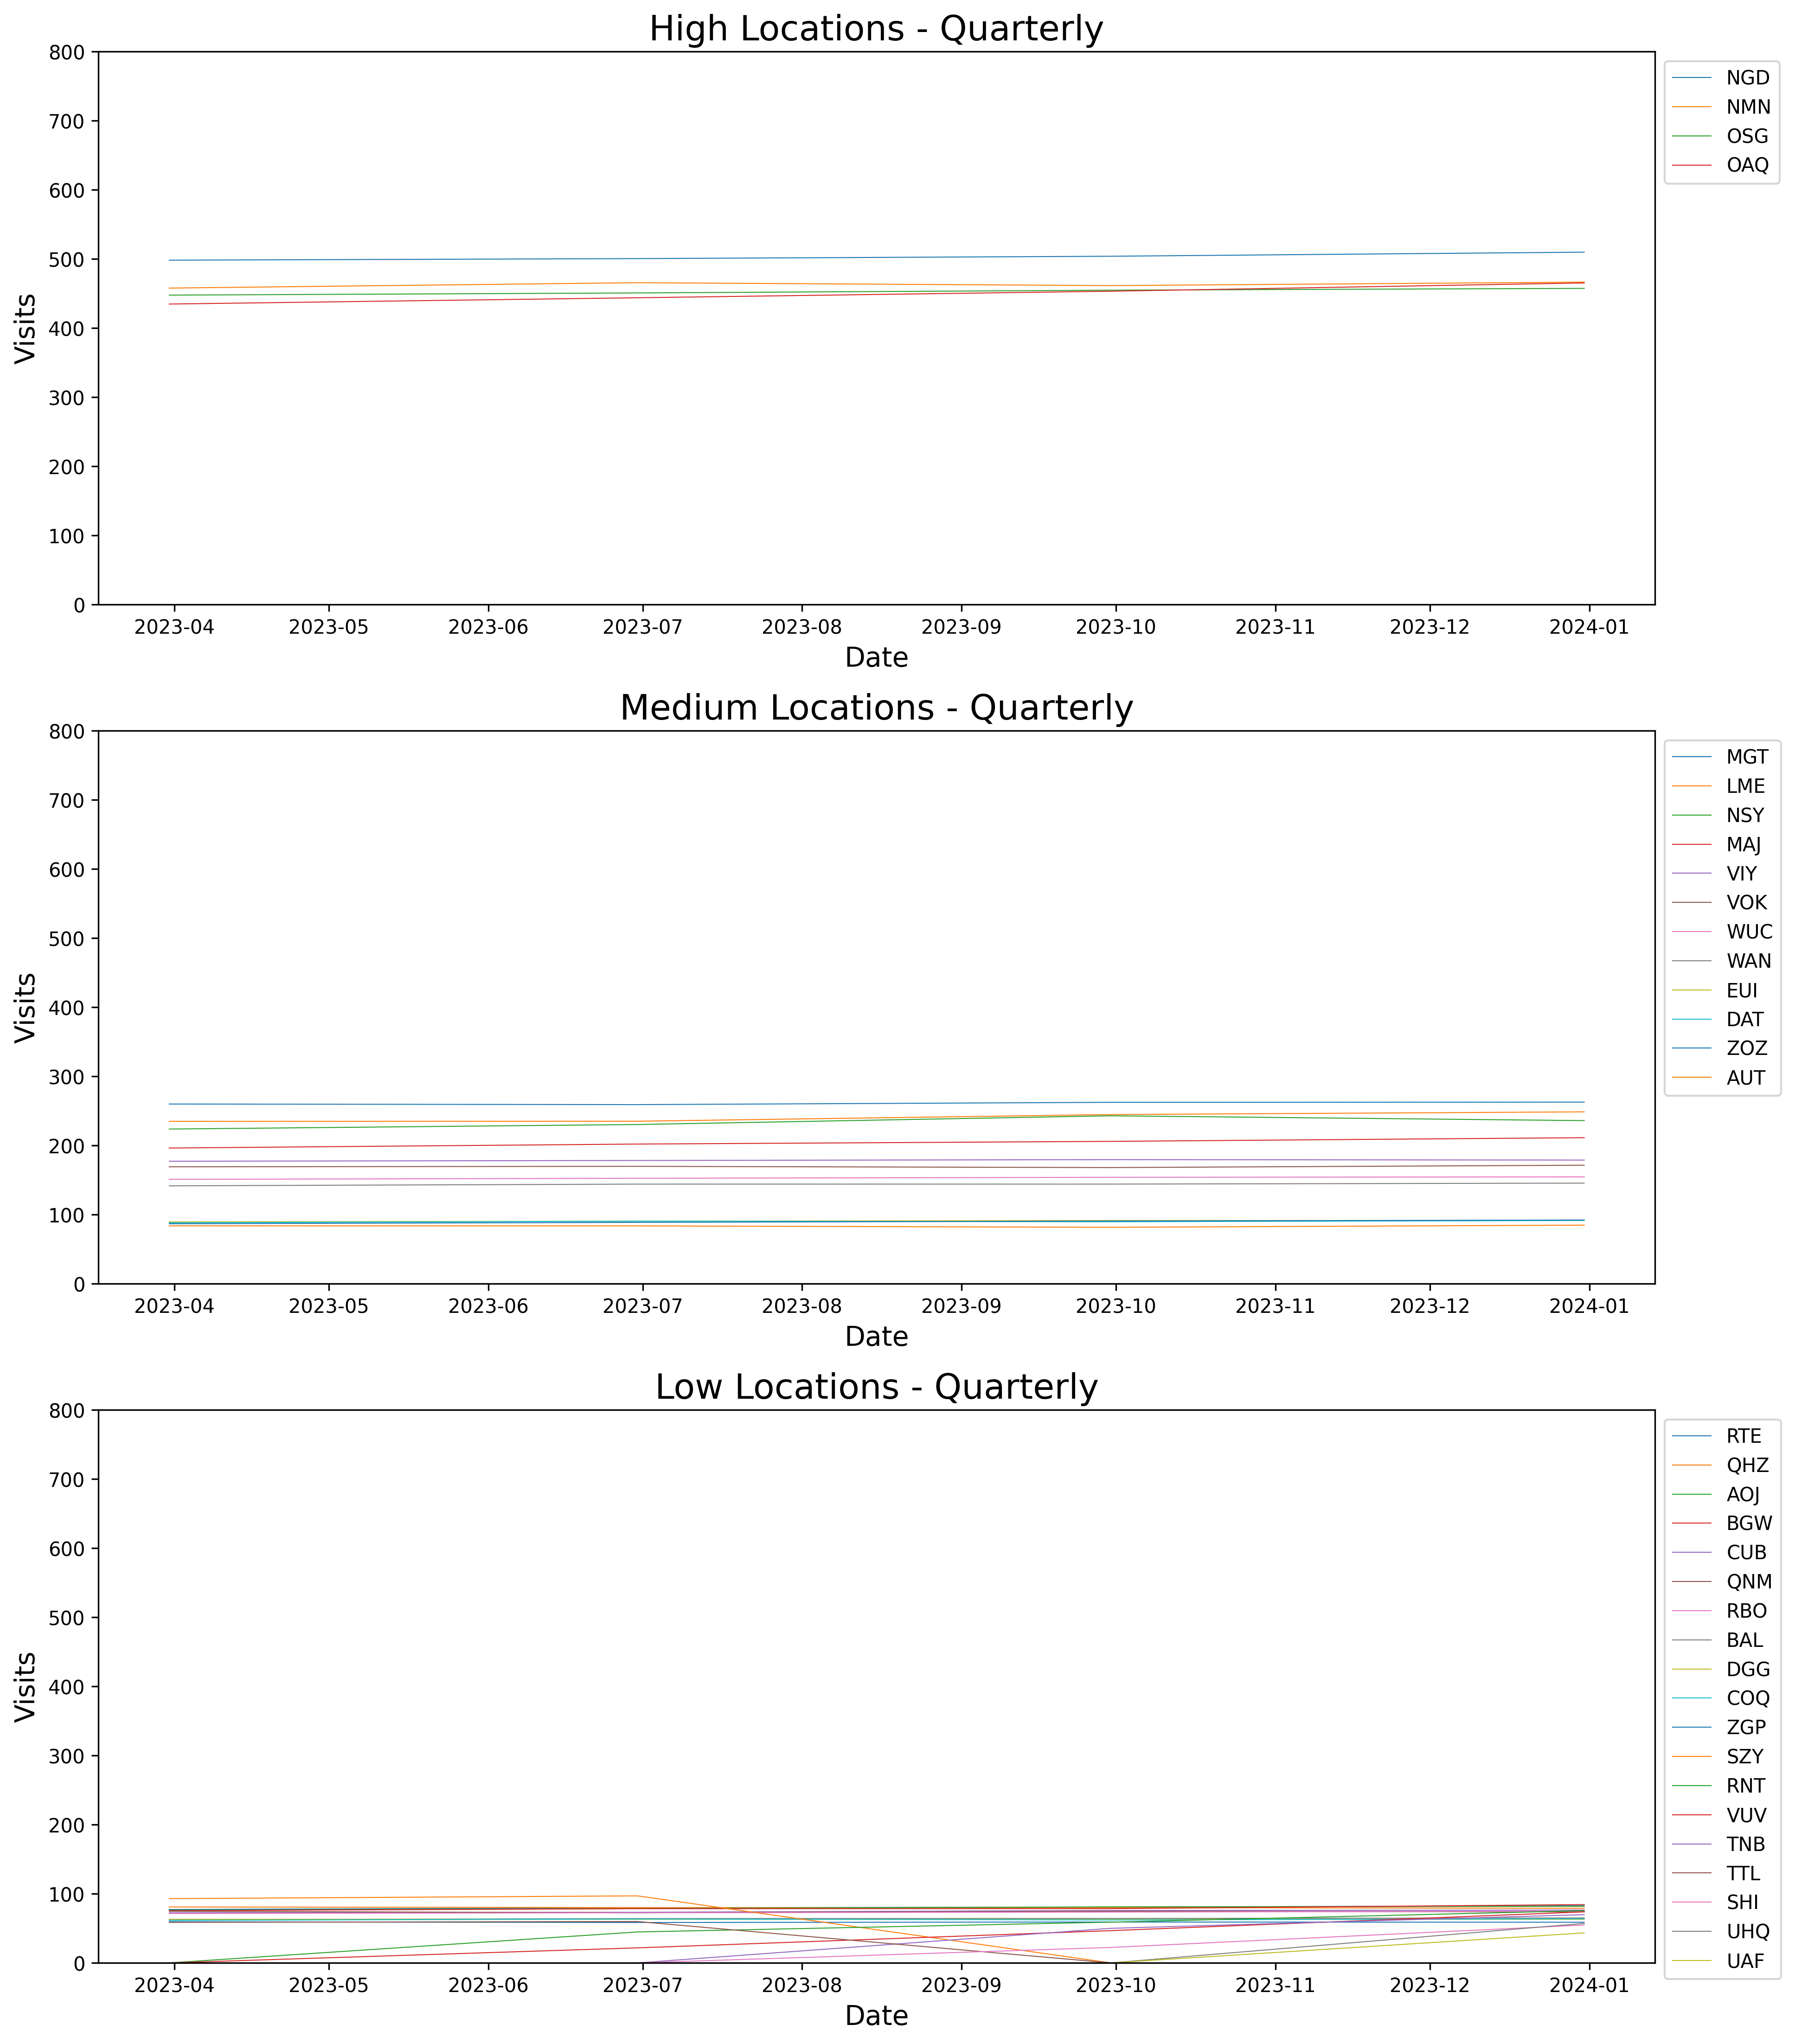 High Locations - Quarterly
800
700
600
500
400
300
200
100
0
Visits
2023-04 2023-05 2023-06 2023-07 2023-08 2023-09 2023-10 2023-11 2023-12 2024-01
Date
NGD
NMN
OSG
OAQ
Medium Locations - Quarterly
800
700
600
500
400
300
200
100
0
Visits
2023-04 2023-05 2023-06 2023-07 2023-08 2023-09 2023-10 2023-11 2023-12 2024-01
Date
MGT
LME
NSY
MAJ
VIY
VOK
WUC
WAN
EUI
DAT
ZOZ
AUT
Low Locations - Quarterly
800
700
600
500
400
300
200
100
0
Visits
2023-04 2023-05 2023-06 2023-07 2023-08 2023-09 2023-10 2023-11 2023-12 2024-01
Date
RTE
QHZ
AOJ
BGW
CUB
QNM
RBO
BAL
DGG
COQ
ZGP
SZY
RNT
VUV
TNB
TTL
SHI
UHQ
UAF